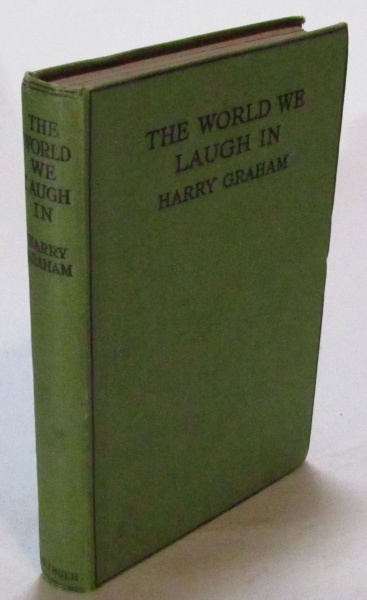 THE WORLD WE
LAUGH IN
HARRY GRAHAM
THE
WORLD
WE
LAUGH
IN
HARRY
GRAHAM